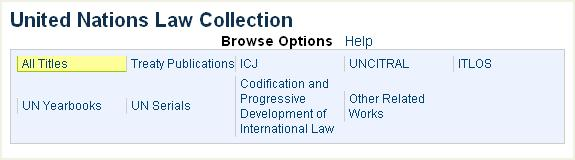 United Nations Law Collection
Browse Options Help
All Titles Treaty Publications ICJ UNCITRAL ITLOS
UN Yearbooks UN Serials
Codification and
Progressive
Development of
International Law
Other Related
Works